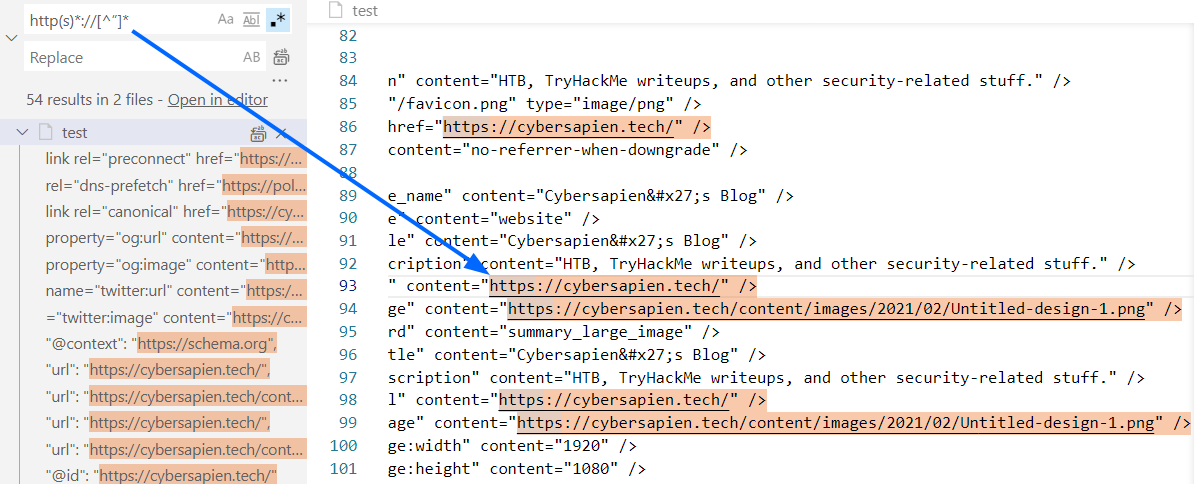 http(s)*://[^"]*
Aa Abl .*
Replace
AB
54 results in 2 files - Open in editor
test
link rel="preconnect" href="https://...
rel="dns-prefetch" href="https://pol...
link rel="canonical" href="https://cy...
property="og:url" content="https://...
property="og:image" content="http...
name="twitter:url" content="https:/...
="twitter:image" content="https://c...
"@context": "https://schema.org",
"url": "https://cybersapien.tech/",
"url": "https://cybersapien.tech/cont...
"url": "https://cybersapien.tech/",
"url": "https://cybersapien.tech/cont...
"@id": "https://cybersapien.tech/"
test
82
83
84 n" content="HTB, TryHackMe writeups, and other security-related stuff." />
85 "/favicon.png" type="image/png" />
86 href="https://cybersapien.tech/" />
87 content="no-referrer-when-downgrade" />
88
89 e_name" content="Cybersapien&#x27;s Blog" />
90 e" content="website" />
91 le" content="Cybersapien&#x27;s Blog" />
92 cription" content="HTB, TryHackMe writeups, and other security-related stuff." />
93 " content="https://cybersapien.tech/" />
94 ge" content="https://cybersapien.tech/content/images/2021/02/Untitled-design-1.png" />
95 rd" content="summary_large_image" />
96 tle" content="Cybersapien&#x27;s Blog" />
97 scription" content="HTB, TryHackMe writeups, and other security-related stuff." />
98 l" content="https://cybersapien.tech/" />
99 age" content="https://cybersapien.tech/content/images/2021/02/Untitled-design-1.png" />
100 ge:width" content="1920" />
101 ge:height" content="1080" />